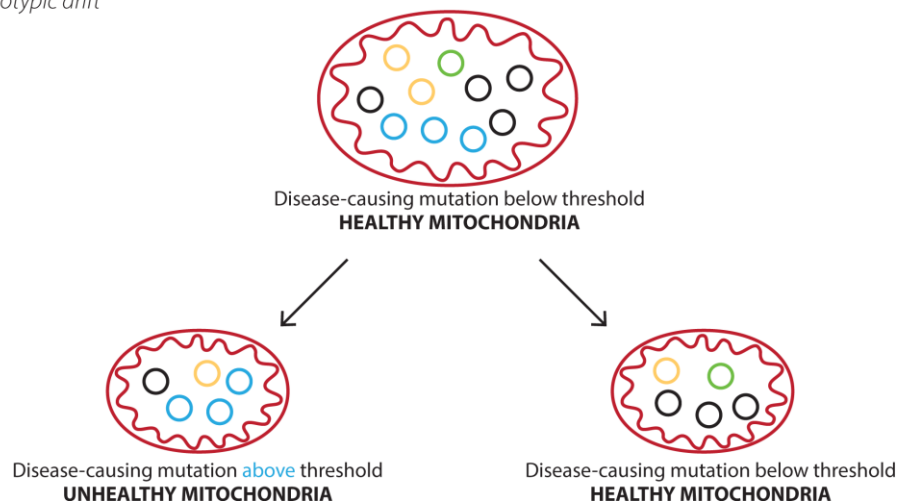 drift
Disease-causing mutation below threshold
HEALTHY MITOCHONDRIA
Disease-causing mutation above threshold
UNHEALTHY MITOCHONDRIA
Disease-causing mutation below threshold
HEALTHY MITOCHONDRIA